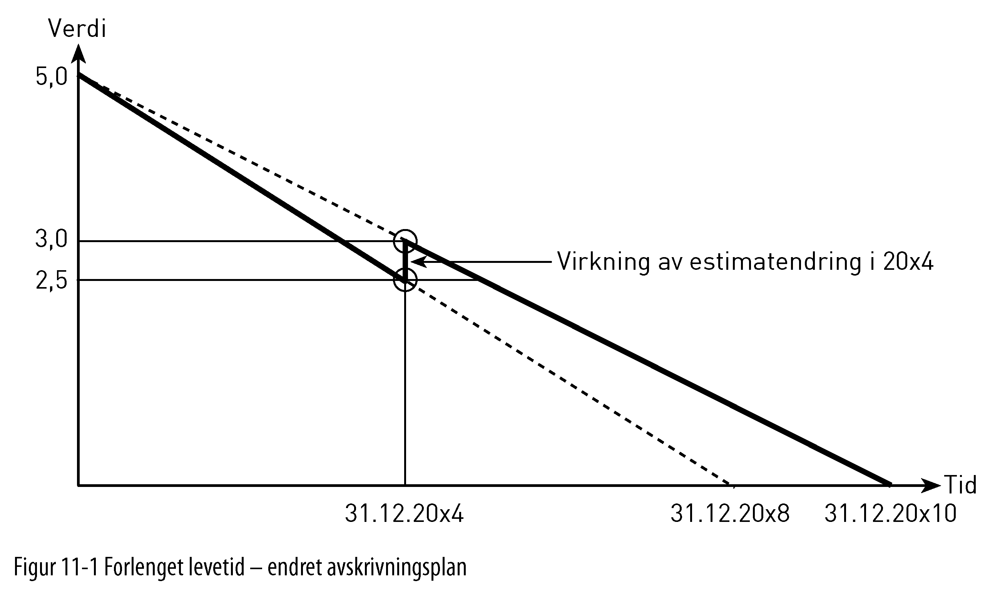 Verdi
5,0
3,0
Virkning av estimatendring i 20x4
2,5
Tid
31.12.20x4 31.12.20x8 31.12.20x10
Figur 11-1 Forlenget levetid – endret avskrivningsplan